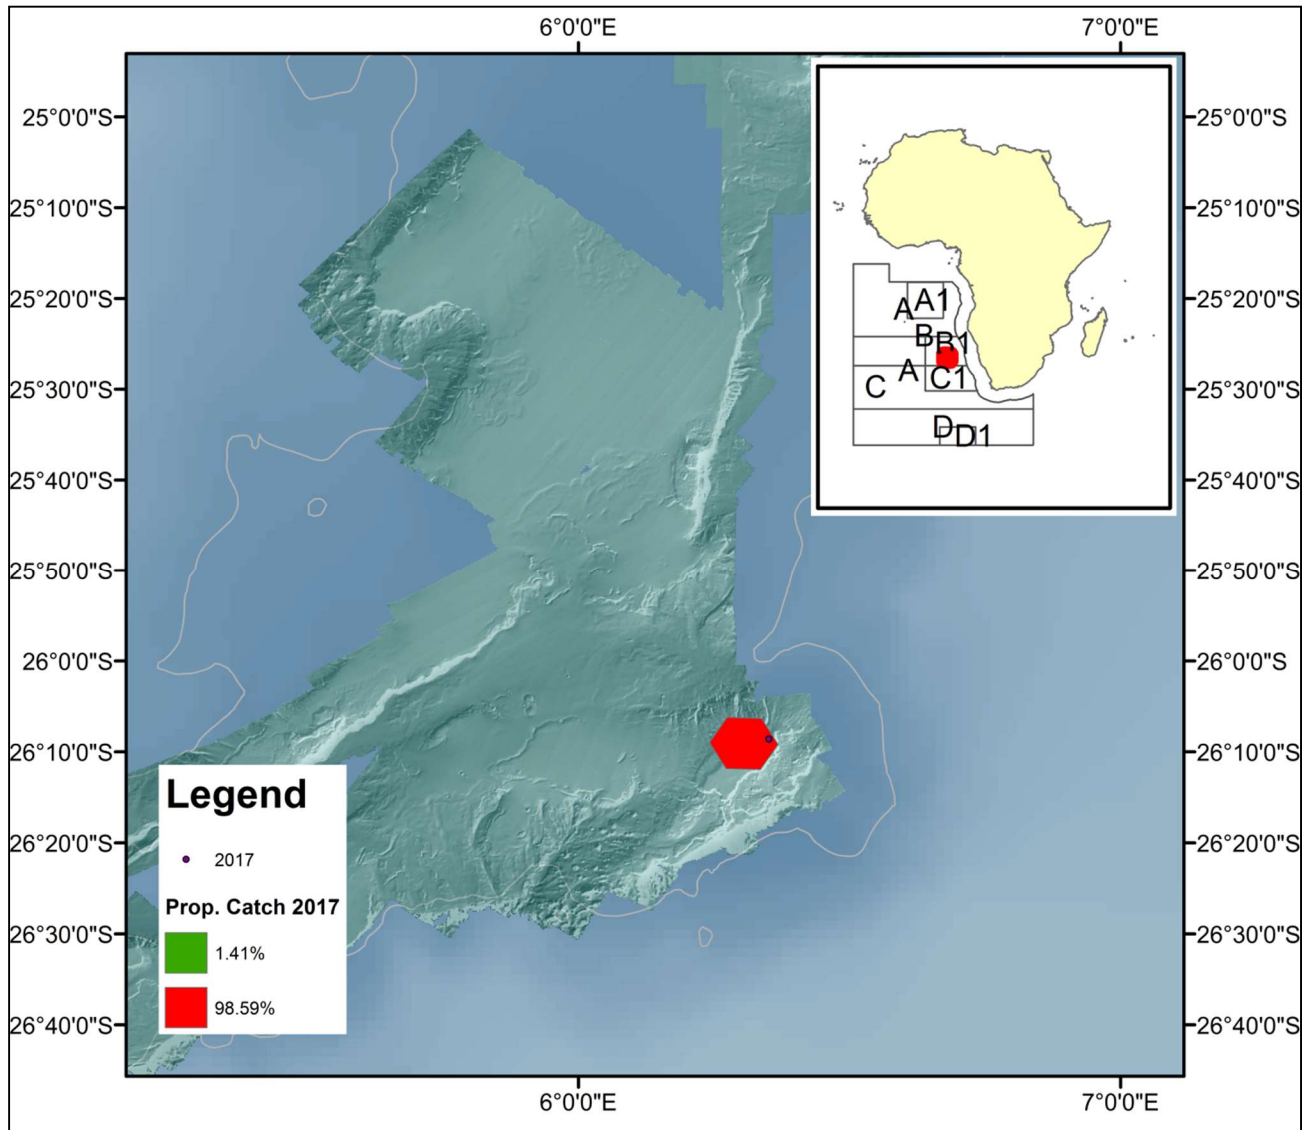 6°0'0"E 7°0'0"E
25°0'0"S 25°0'0"S
25°10'0"S 25°10'0"S
25°20'0"S 25°20'0"S
25°30'0"S 25°30'0"S
25°40'0"S 25°40'0"S
25°50'0"S 25°50'0"S
26°0'0"S 26°0'0"S
26°10'0"S 26°10'0"S
26°20'0"S 26°20'0"S
26°30'0"S 26°30'0"S
26°40'0"S 26°40'0"S
A A1
B B1
A
C C1
D D1
Legend
2017
Prop. Catch 2017
1.41%
98.59%
6°0'0"E 7°0'0"E